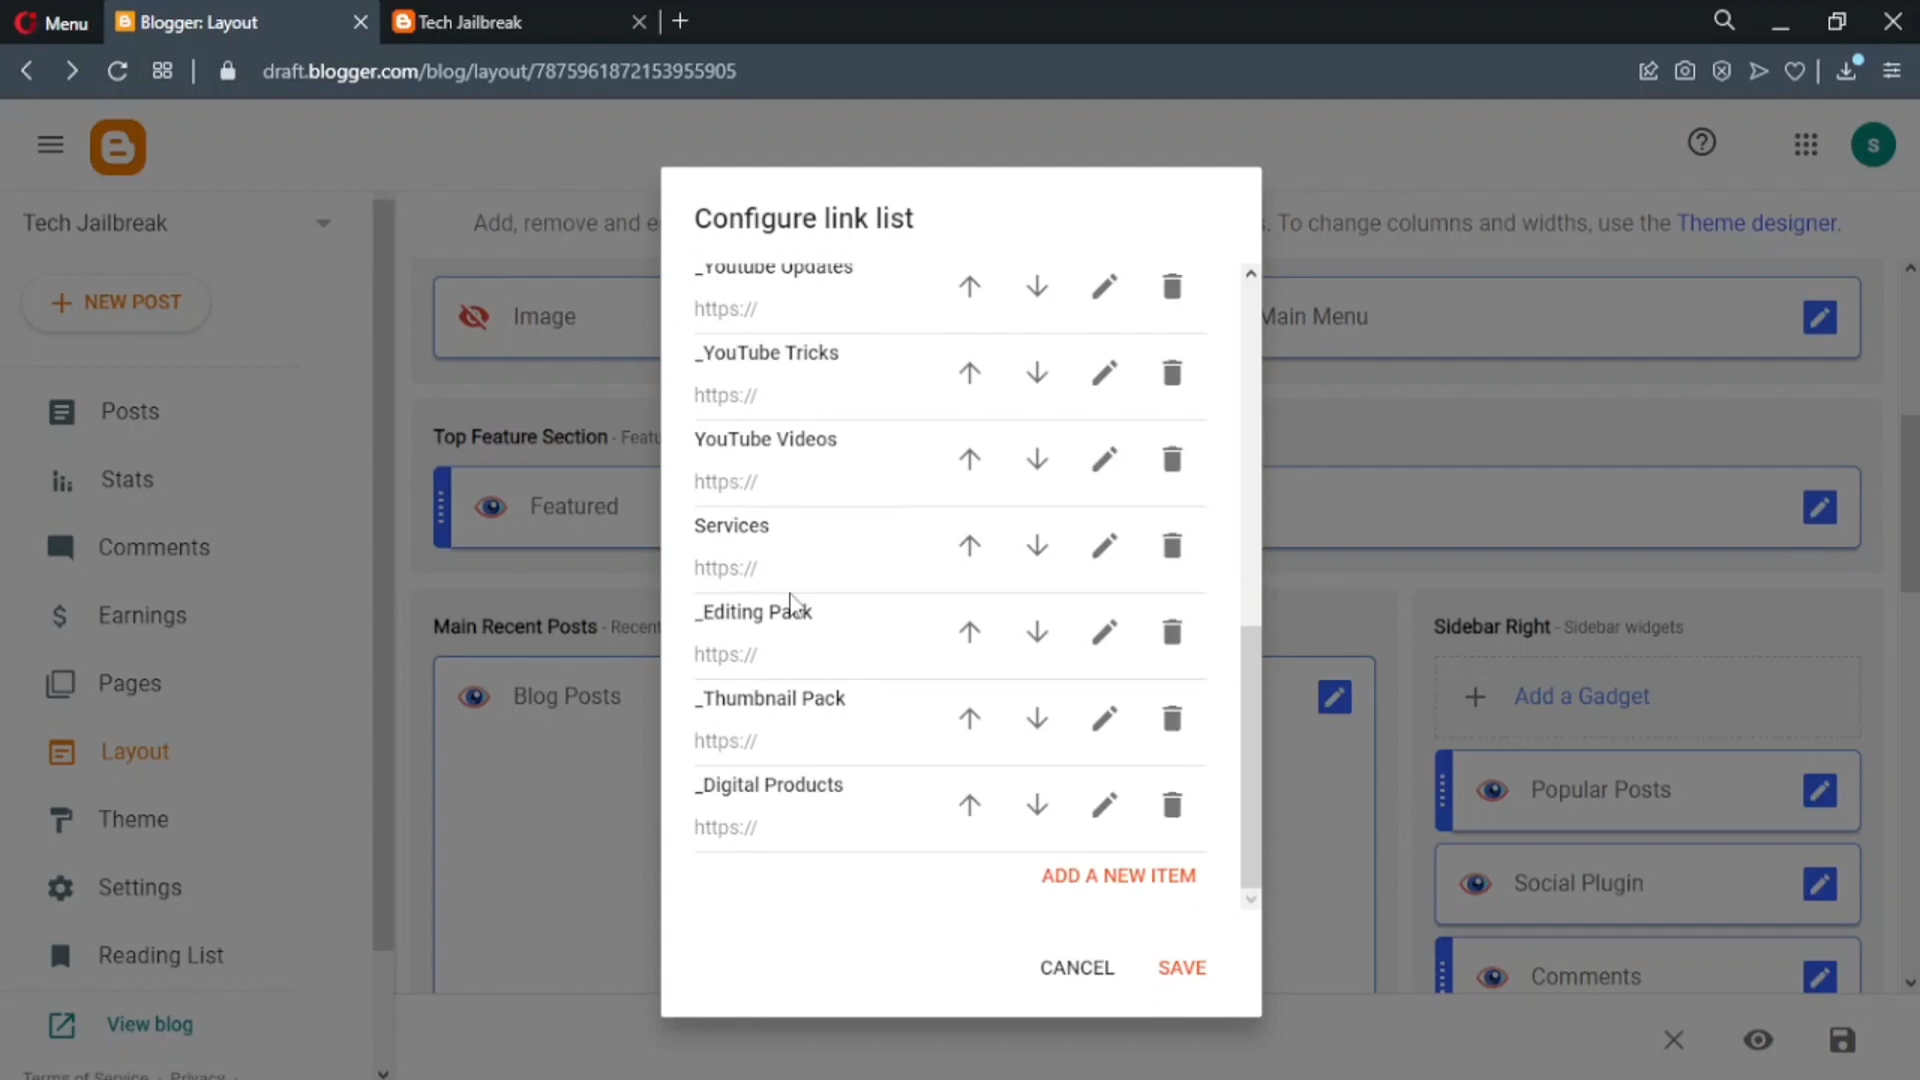 Menu
Blogger: Layout
Tech Jailbreak
draft.blogger.com/blog/layout/7875961872153955905
S
Tech Jailbreak
NEW POST
Posts
Stats
Comments
Earnings
Pages
Layout
Theme
Settings
Reading List
View blog
Terms of Service · Privacy ·
Add, remove and e
s. To change columns and widths, use the Theme designer.
Image
Main Menu
Top Feature Section - Featu
Featured
Main Recent Posts - Recen
Blog Posts
Sidebar Right - Sidebar widgets
Add a Gadget
Popular Posts
Social Plugin
Comments
Configure link list
_Youtube Updates
https://
_YouTube Tricks
https://
YouTube Videos
https://
Services
https://
_Editing Pack
https://
_Thumbnail Pack
https://
_Digital Products
https://
ADD A NEW ITEM
CANCEL
SAVE